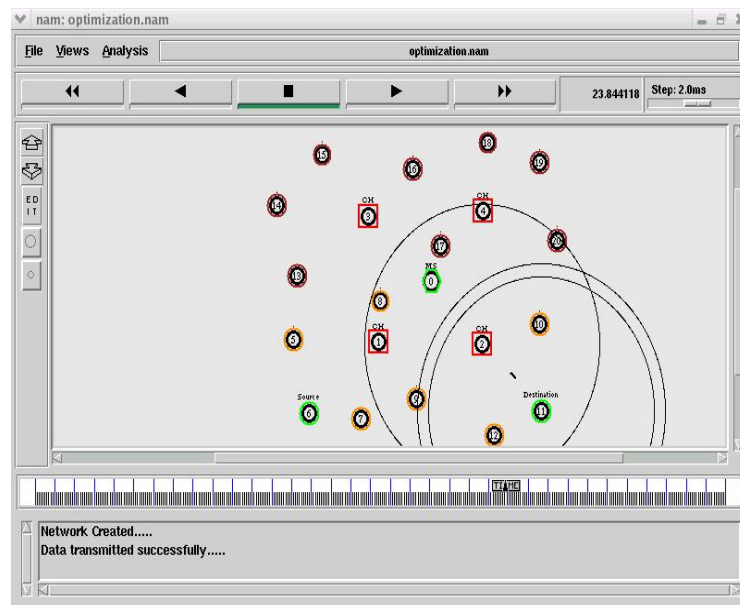 nam: optimization.nam
File Views Analysis optimization.nam
23.844118 Step: 2.0ms
ED
IT
18
15
19
16
14
CH
3
CH
4
20
17
MS
0
13
8
10
5
CH
1
CH
2
9
Source
6
7
Destination
11
12
TIME
Network Created.....
Data transmitted successfully.....